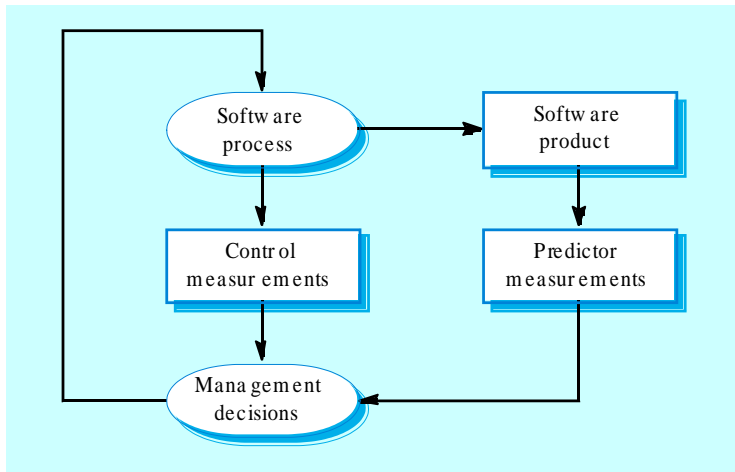 Software
process
Software
product
Control
measurements
Predictor
measurements
Management
decisions